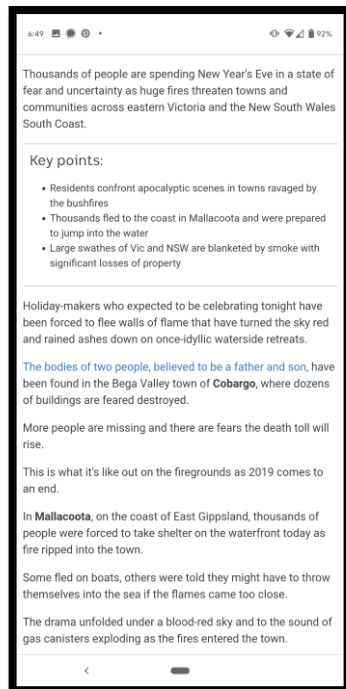 6:49
92%
Thousands of people are spending New Year's Eve in a state of
fear and uncertainty as huge fires threaten towns and
communities across eastern Victoria and the New South Wales
South Coast.
Key points:
• Residents confront apocalyptic scenes in towns ravaged by
the bushfires
• Thousands fled to the coast in Mallacoota and were prepared
to jump into the water
• Large swathes of Vic and NSW are blanketed by smoke with
significant losses of property
Holiday-makers who expected to be celebrating tonight have
been forced to flee walls of flame that have turned the sky red
and rained ashes down on once-idyllic waterside retreats.
The bodies of two people, believed to be a father and son, have
been found in the Bega Valley town of Cobargo, where dozens
of buildings are feared destroyed.
More people are missing and there are fears the death toll will
rise.
This is what it's like out on the firegrounds as 2019 comes to
an end.
In Mallacoota, on the coast of East Gippsland, thousands of
people were forced to take shelter on the waterfront today as
fire ripped into the town.
Some fled on boats, others were told they might have to throw
themselves into the sea if the flames came too close.
The drama unfolded under a blood-red sky and to the sound of
gas canisters exploding as the fires entered the town.